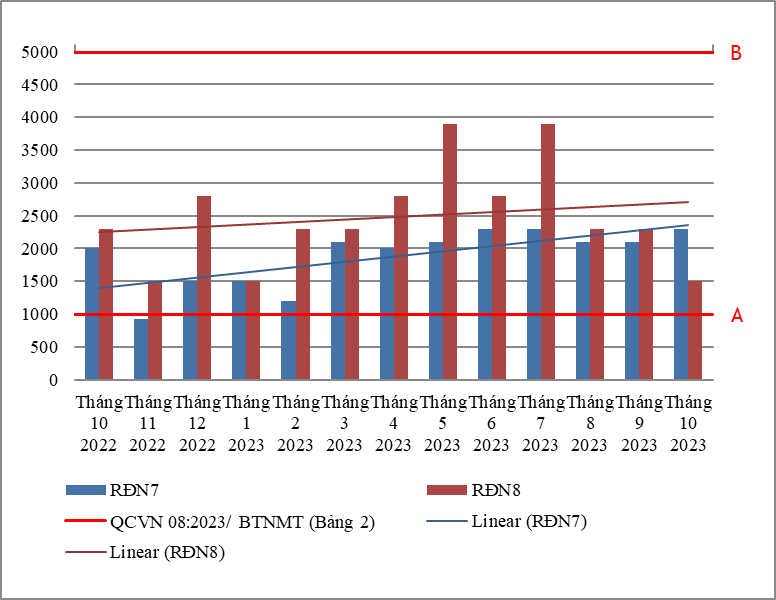 5000
B
4500
4000
3500
3000
2500
2000
1500
1000
A
500
0
Tháng Tháng Tháng Tháng Tháng Tháng Tháng Tháng Tháng Tháng Tháng Tháng Tháng
10 11 12 1 2 3 4 5 6 7 8 9 10
2022 2022 2022 2023 2023 2023 2023 2023 2023 2023 2023 2023 2023
RĐN7 RĐN8
QCVN 08:2023/ BTNMT (Bảng 2) Linear (RĐN7)
Linear (RĐN8)